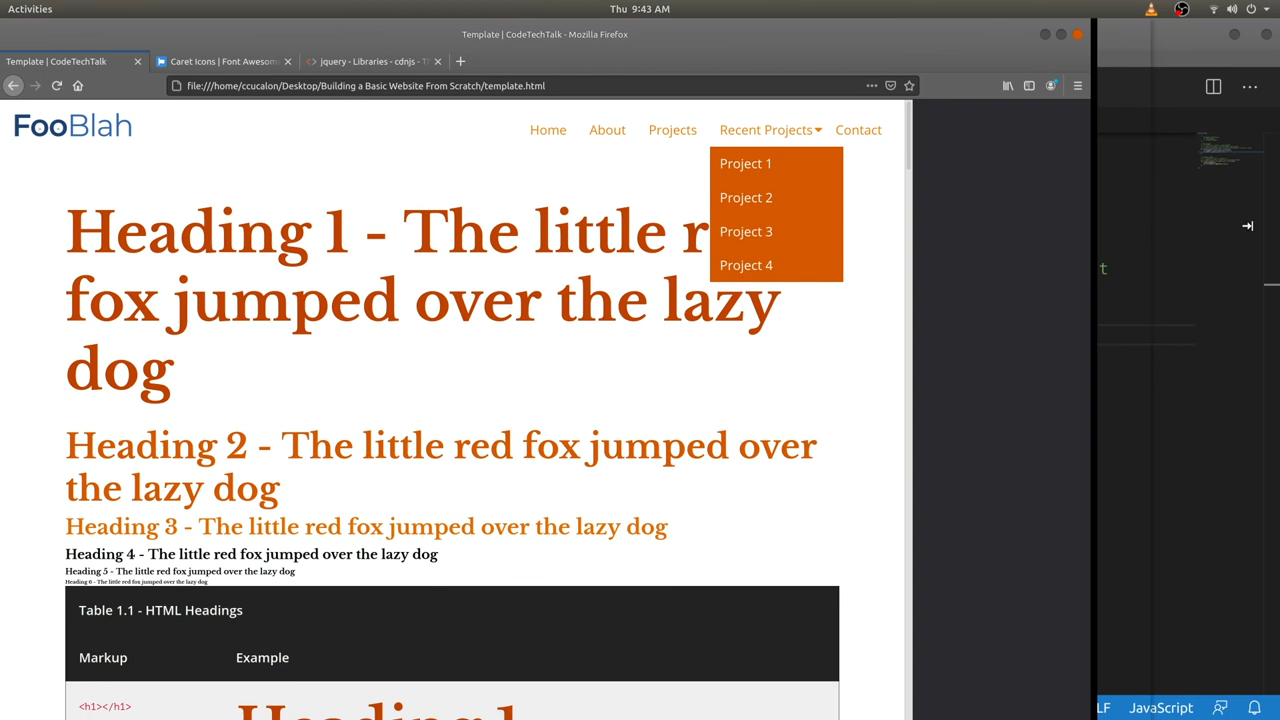 Activities
Thu 9:43 AM
Template | CodeTechTalk - Mozilla Firefox
Template | CodeTechTalk
Caret Icons | Font Awesom
jquery - Libraries - cdnjs - T
file:///home/ccucalon/Desktop/Building a Basic Website From Scratch/template.html
FooBlah
Home About Projects Recent Projects Contact
Project 1
Project 2
Project 3
Project 4
Heading 1 - The little r
fox jumped over the lazy
dog
Heading 2 - The little red fox jumped over
the lazy dog
Heading 3 - The little red fox jumped over the lazy dog
Heading 4 - The little red fox jumped over the lazy dog
Heading 5 - The little red fox jumped over the lazy dog
Heading 6 - The little red fox jumped over the lazy dog
Table 1.1 - HTML Headings
Markup Example
<h1></h1>
Heading 1
t
LF JavaScript